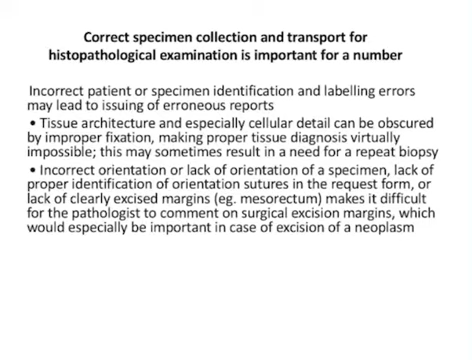 Correct specimen collection and transport for
histopathological examination is important for a number
Incorrect patient or specimen identification and labelling errors
may lead to issuing of erroneous reports
• Tissue architecture and especially cellular detail can be obscured
by improper fixation, making proper tissue diagnosis virtually
impossible; this may sometimes result in a need for a repeat biopsy
• Incorrect orientation or lack of orientation of a specimen, lack of
proper identification of orientation sutures in the request form, or
lack of clearly excised margins (eg. mesorectum) makes it difficult
for the pathologist to comment on surgical excision margins, which
would especially be important in case of excision of a neoplasm